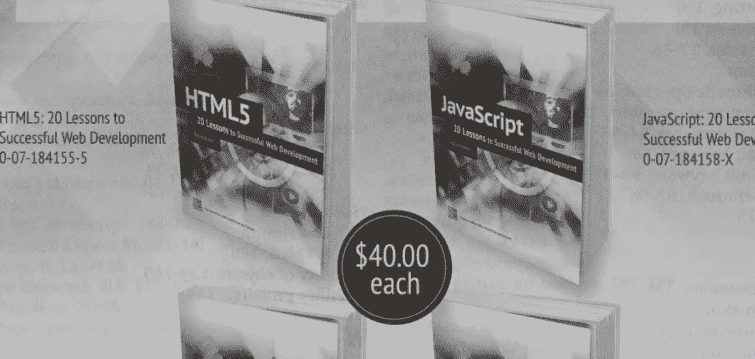 HTML5: 20 Lessons to
Successful Web Development
0-07-184155-5
HTML5
20 Lessons to Successful Web Development
JavaScript
20 Lessons to Successful Web Development
JavaScript: 20 Lesso
Successful Web Dev
0-07-184158-X
$40.00
each